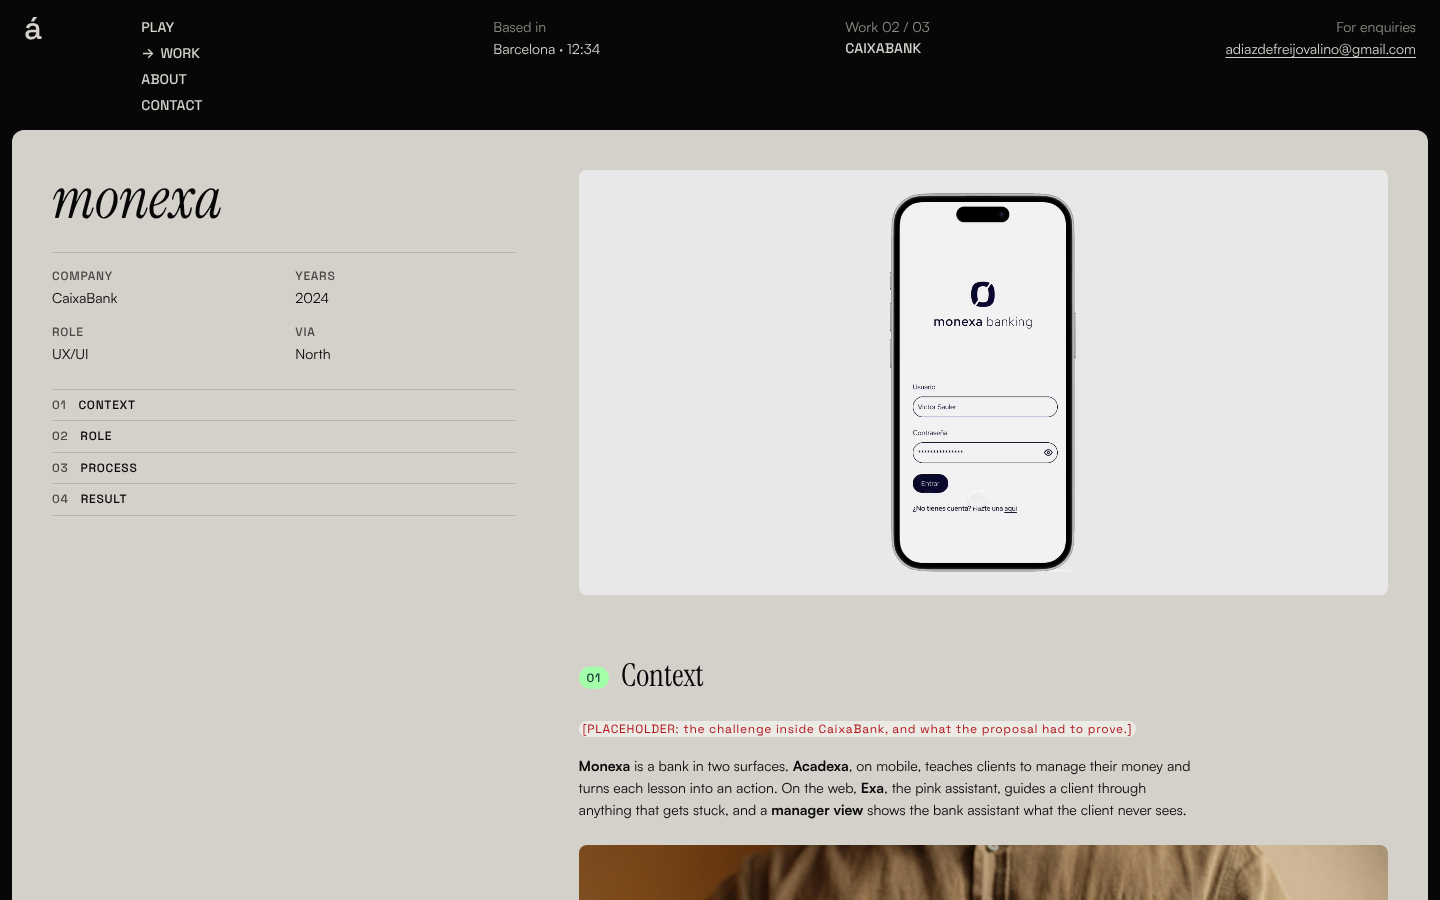 á
PLAY
→ WORK
ABOUT
CONTACT
Based in
Barcelona • 12:34
Work 02 / 03
CAIXABANK
For enquiries
adiazdefreijovalino@gmail.com
monexa
COMPANY
CaixaBank
YEARS
2024
ROLE
UX/UI
VIA
North
01 CONTEXT
02 ROLE
03 PROCESS
04 RESULT
monexa banking
Usuario
Victor Sauler
Contraseña
***************
Entrar
¿No tienes cuenta? Hazte una aquí
01 Context
[PLACEHOLDER: the challenge inside CaixaBank, and what the proposal had to prove.]
Monexa is a bank in two surfaces. Acadexa, on mobile, teaches clients to manage their money and
turns each lesson into an action. On the web, Exa, the pink assistant, guides a client through
anything that gets stuck, and a manager view shows the bank assistant what the client never sees.